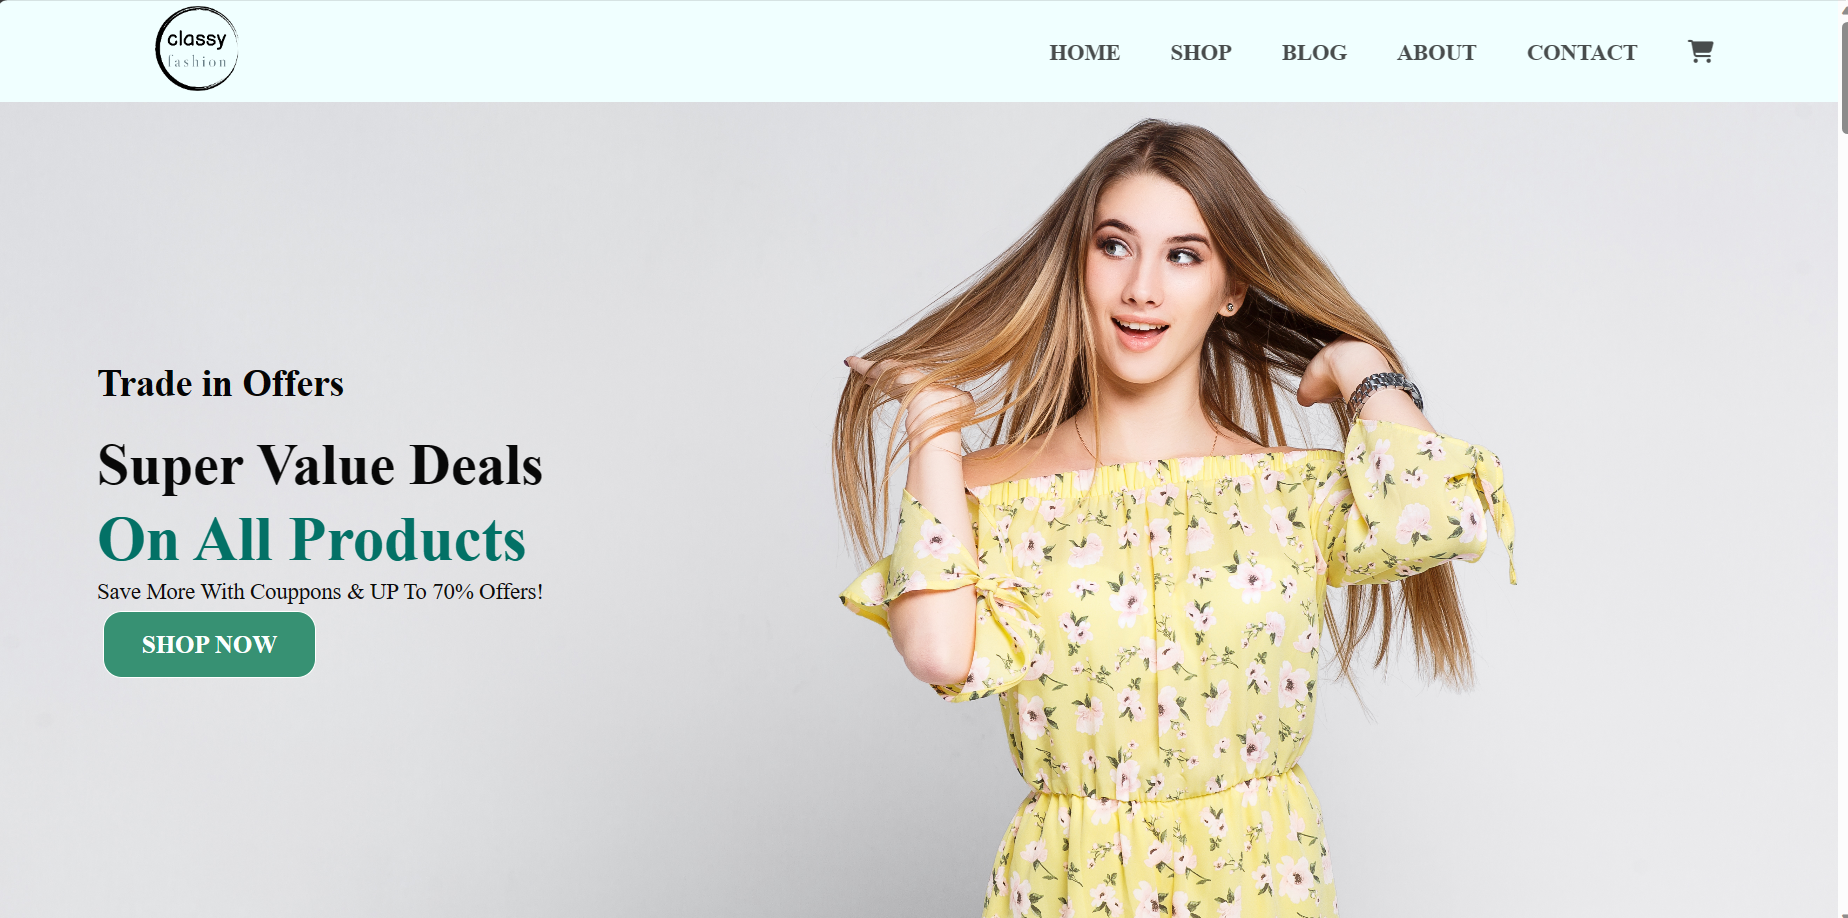 classy
fashion
HOME SHOP BLOG ABOUT CONTACT
Trade in Offers
Super Value Deals
On All Products
Save More With Couppons & UP To 70% Offers!
SHOP NOW